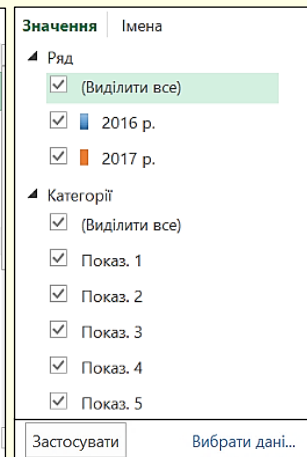 Значення Імена
Ряд
(Виділити все)
2016 р.
2017 р.
Категорії
(Виділити все)
Показ. 1
Показ. 2
Показ. 3
Показ. 4
Показ. 5
Застосувати Вибрати дані...